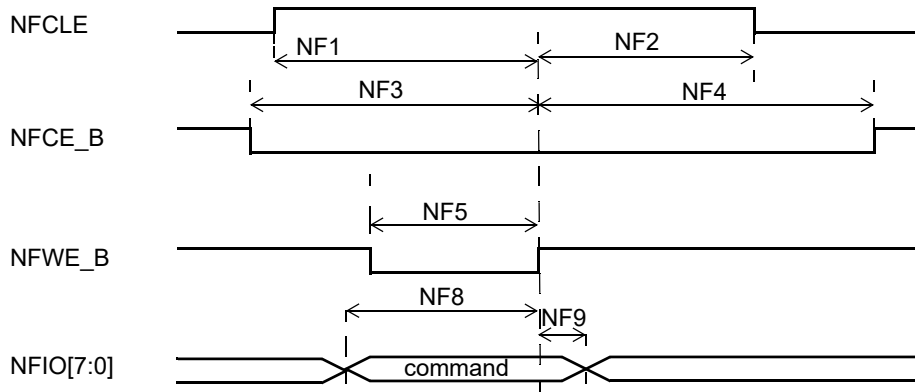 NFCLE
NF1
NF2
NF3
NF4
NFCE_B
NF5
NFWE_B
NF8
NF9
NFIO[7:0]
command